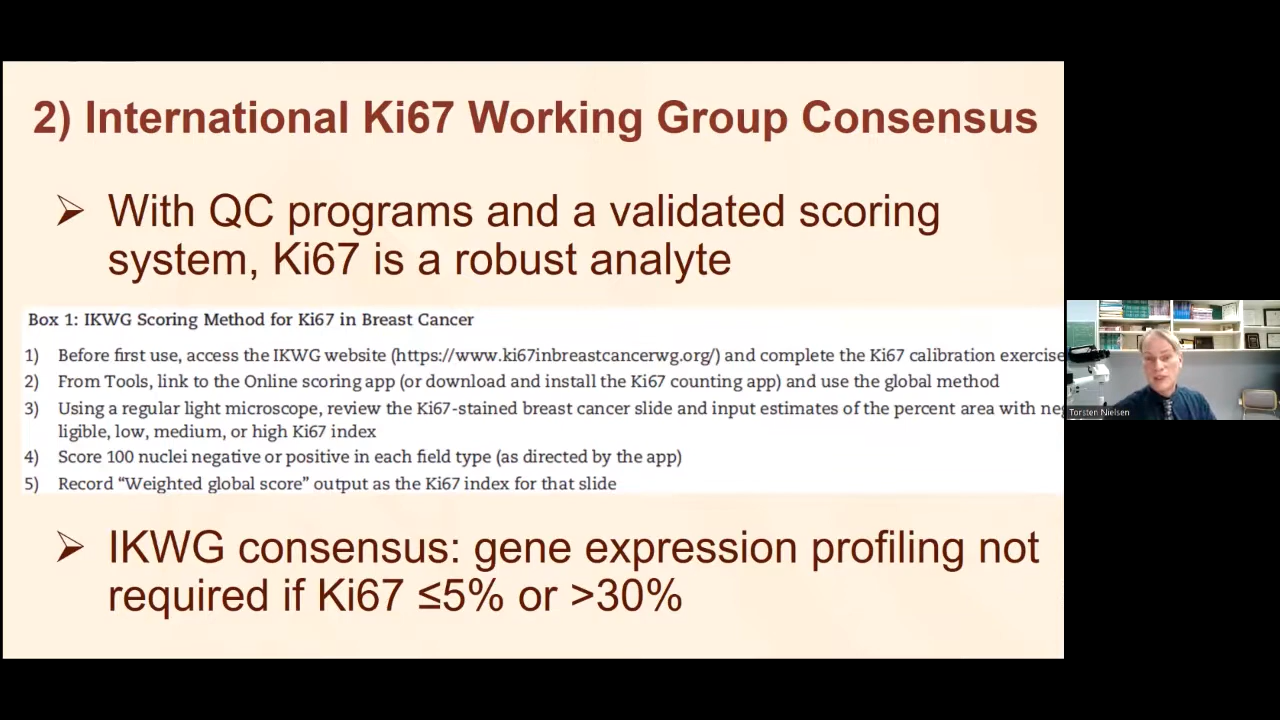 2) International Ki67 Working Group Consensus
With QC programs and a validated scoring
system, Ki67 is a robust analyte
Box 1: IKWG Scoring Method for Ki67 in Breast Cancer
1) Before first use, access the IKWG website (https://www.ki67inbreastcancerwg.org/) and complete the Ki67 calibration exercise
2) From Tools, link to the Online scoring app (or download and install the Ki67 counting app) and use the global method
3) Using a regular light microscope, review the Ki67-stained breast cancer slide and input estimates of the percent area with neg
ligible, low, medium, or high Ki67 index
4) Score 100 nuclei negative or positive in each field type (as directed by the app)
5) Record “Weighted global score” output as the Ki67 index for that slide
IKWG consensus: gene expression profiling not
required if Ki67 ≤5% or >30%
Torsten Nielsen